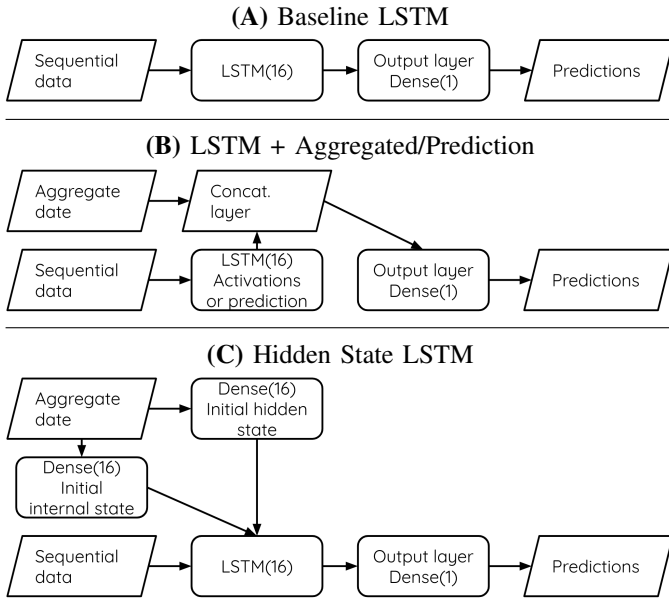 (A) Baseline LSTM
Sequential
data
LSTM(16)
Output layer
Dense(1)
Predictions
(B) LSTM + Aggregated/Prediction
Aggregate
date
Concat.
layer
Sequential
data
LSTM(16)
Activations
or prediction
Output layer
Dense(1)
Predictions
(C) Hidden State LSTM
Aggregate
date
Dense(16)
Initial hidden
state
Dense(16)
Initial
internal state
Sequential
data
LSTM(16)
Output layer
Dense(1)
Predictions